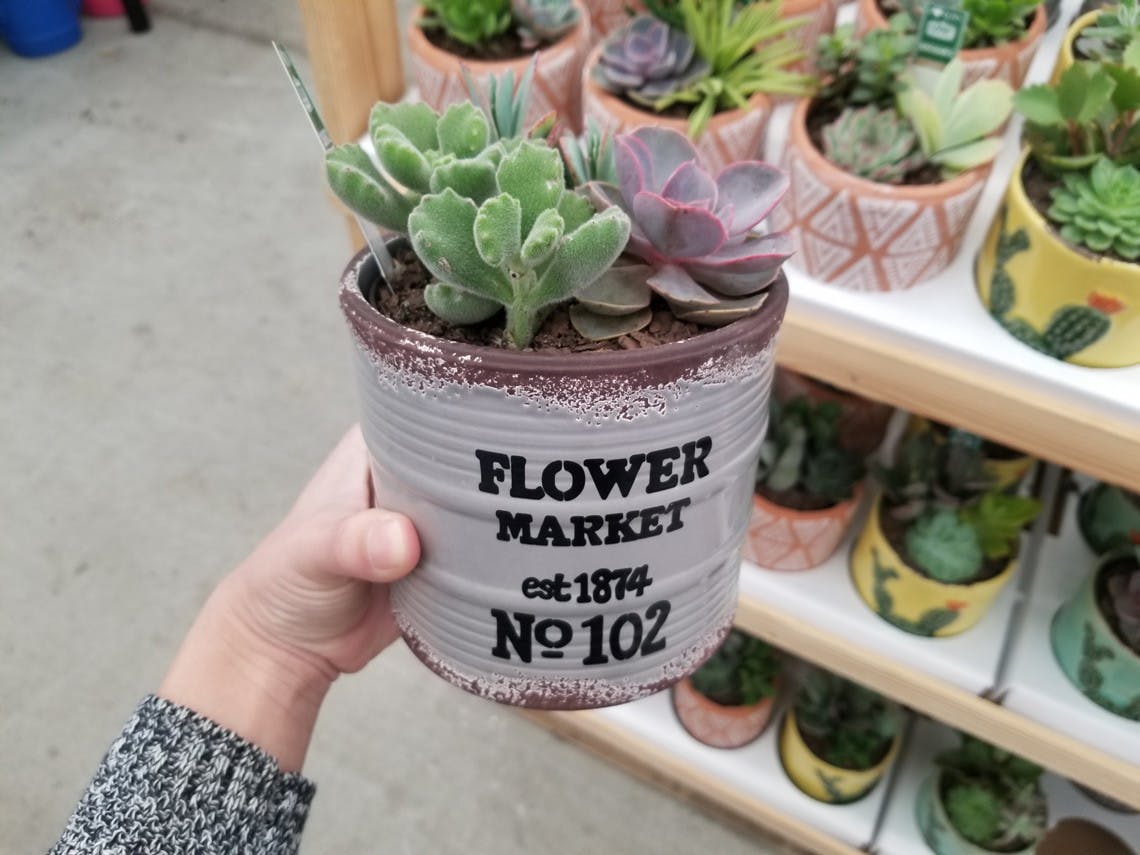 FLOWER
MARKET
est 1874
No 102